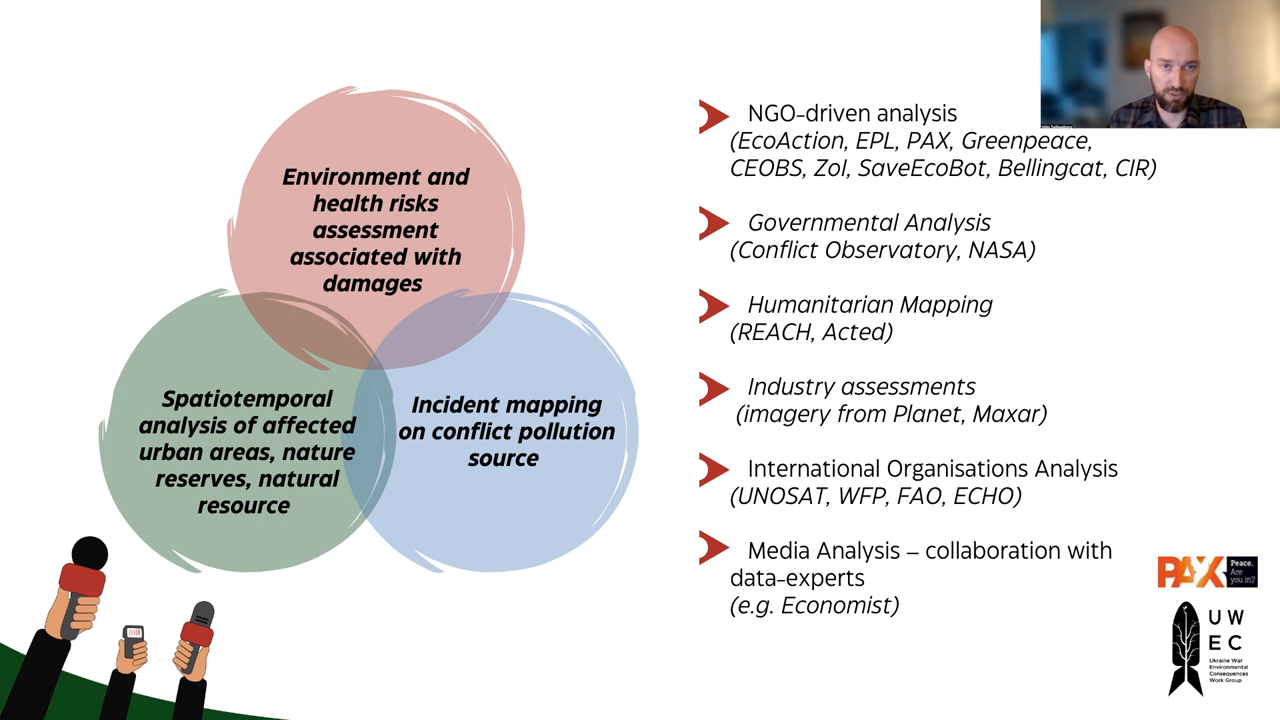 Environment and
health risks
assessment
associated with
damages
Spatiotemporal
analysis of affected
urban areas, nature
reserves, natural
resource
Incident mapping
on conflict pollution
source
NGO-driven analysis
(EcoAction, EPL, PAX, Greenpeace,
CEOBS, ZoI, SaveEcoBot, Bellingcat, CIR)
Governmental Analysis
(Conflict Observatory, NASA)
Humanitarian Mapping
(REACH, Acted)
Industry assessments
(imagery from Planet, Maxar)
International Organisations Analysis
(UNOSAT, WFP, FAO, ECHO)
Media Analysis – collaboration with
data-experts
(e.g. Economist)
PAX
Peace.
Are
you in?
UW
EC
Ukraine War
Environmental
Consequences
Work Group